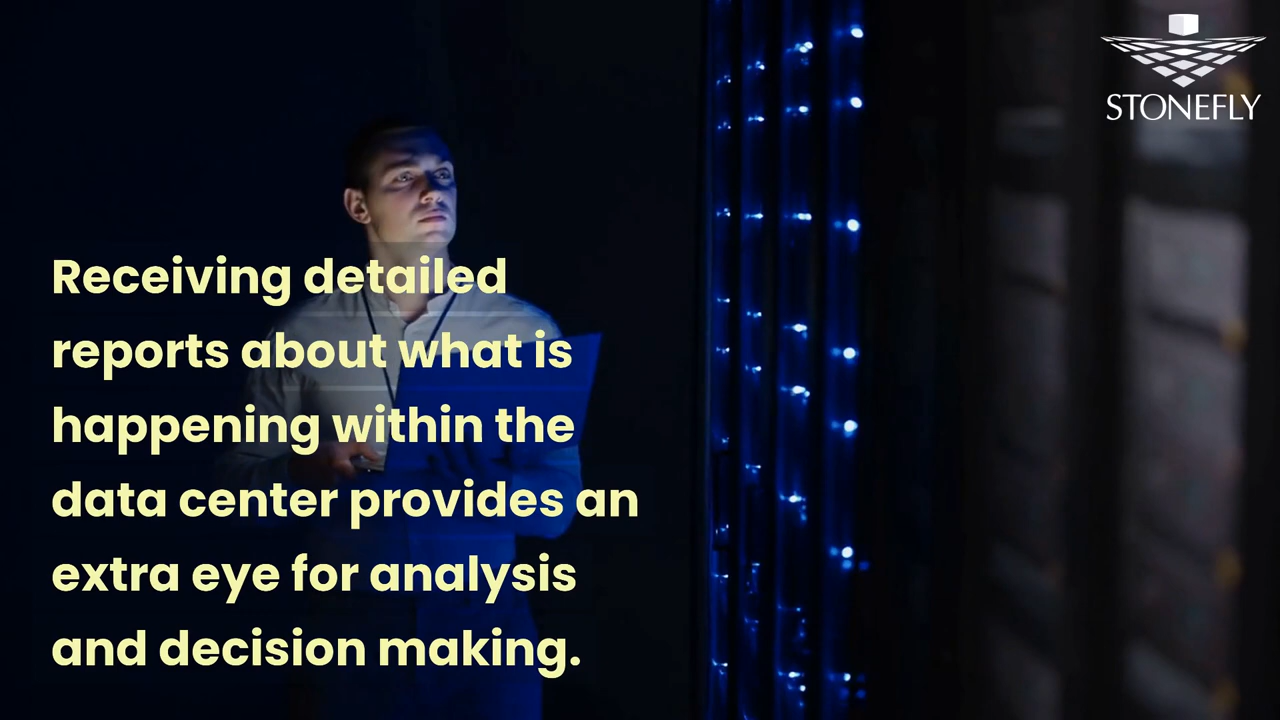 STONEFLY
Receiving detailed
reports about what is
happening within the
data center provides an
extra eye for analysis
and decision making.